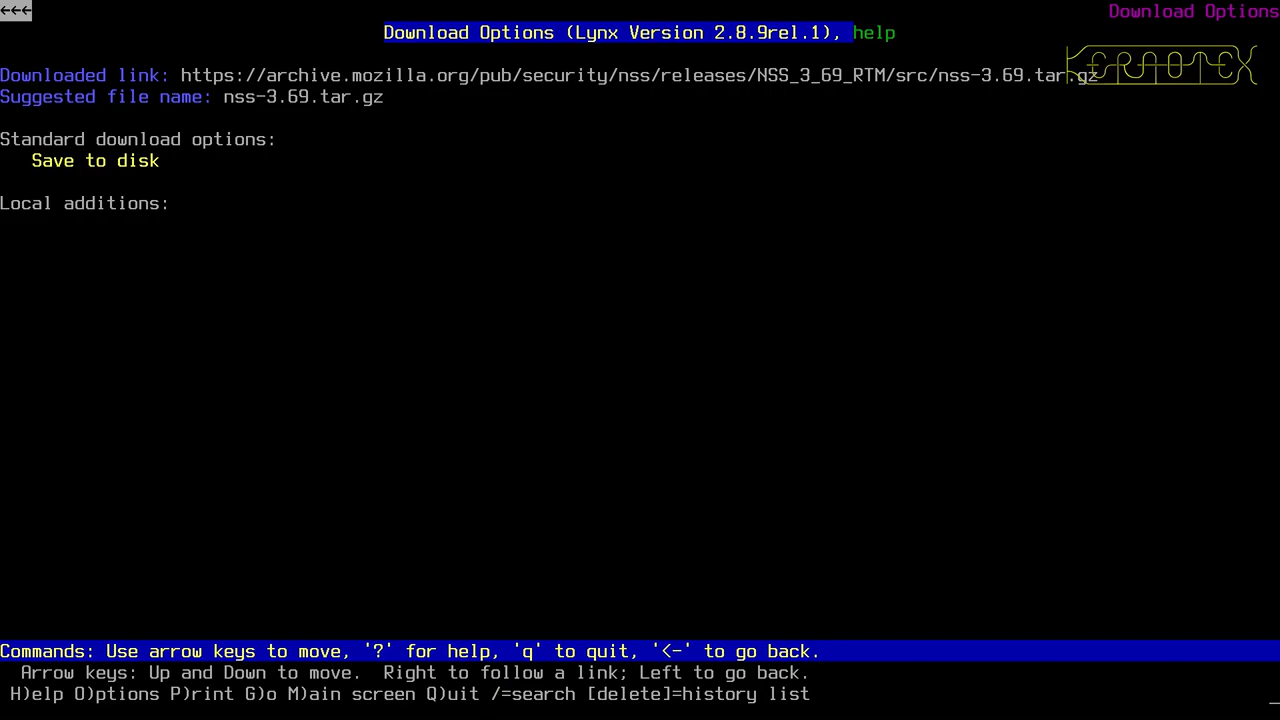 ←←← Download Options
Download Options (Lynx Version 2.8.9rel.1), help
Downloaded link: https://archive.mozilla.org/pub/security/nss/releases/NSS_3_69_RTM/src/nss-3.69.tar.gz
Suggested file name: nss-3.69.tar.gz
Standard download options:
Save to disk
Local additions:
Commands: Use arrow keys to move, '?' for help, 'q' to quit, '<-' to go back.
Arrow keys: Up and Down to move.  Right to follow a link; Left to go back.
H)elp O)ptions P)rint G)o M)ain screen Q)uit /=search [delete]=history list